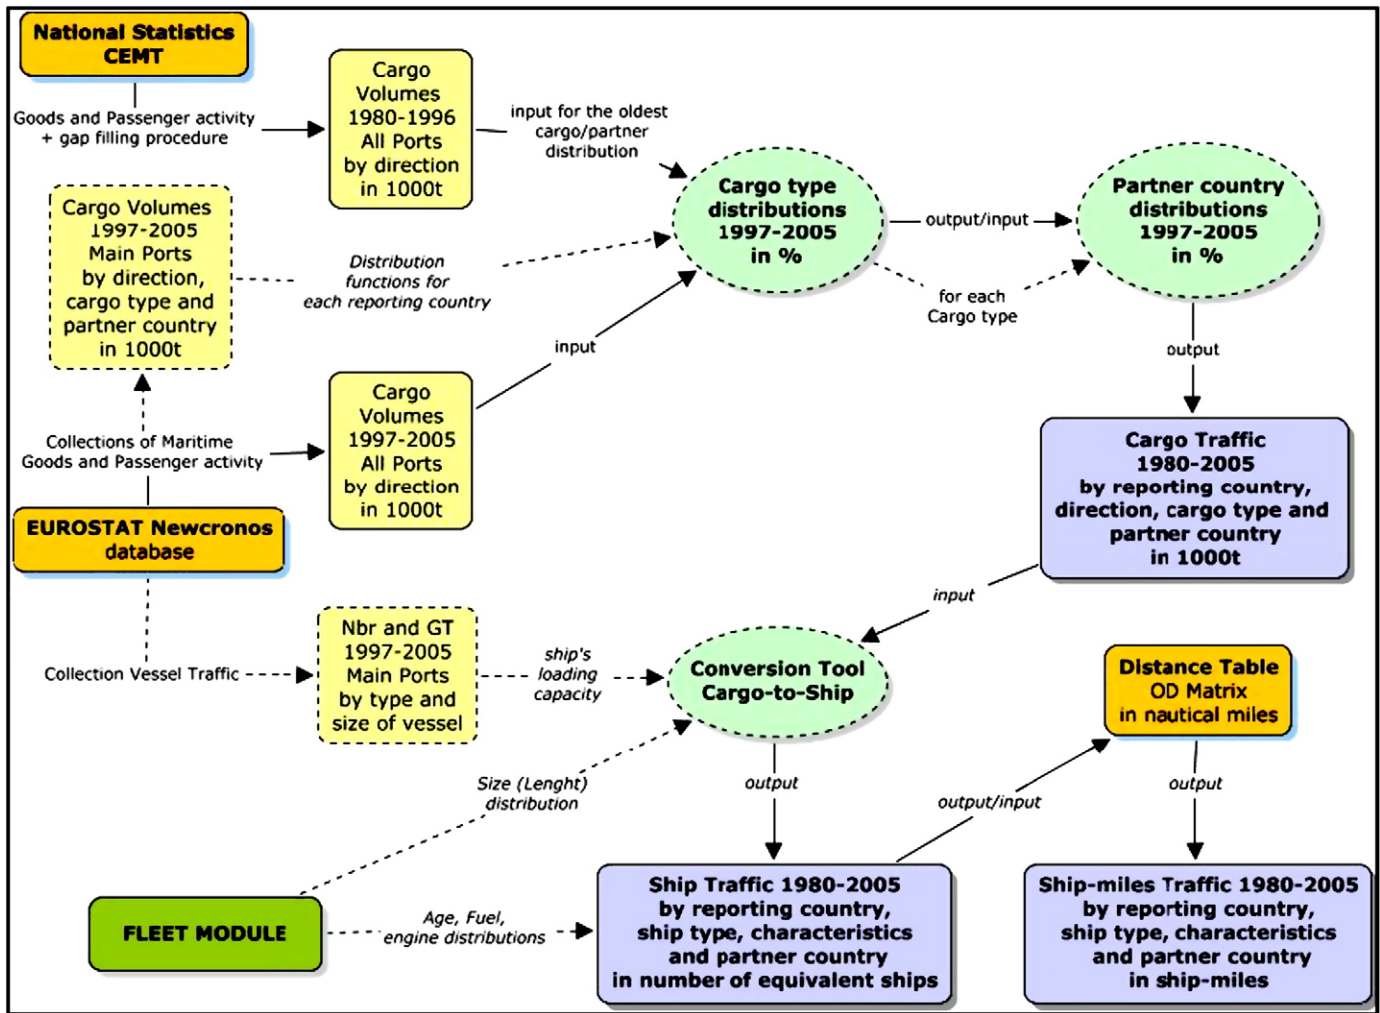 National Statistics
CEMT
Goods and Passenger activity
+ gap filling procedure
Cargo
Volumes
1980-1996
All Ports
by direction
in 1000t
input for the oldest
cargo/partner
distribution
Cargo Volumes
1997-2005
Main Ports
by direction,
cargo type and
partner country
in 1000t
Distribution
functions for
each reporting country
Cargo type
distributions
1997-2005
in %
output/input
for each
Cargo type
Partner country
distributions
1997-2005
in %
output
input
Collections of Maritime
Goods and Passenger activity
Cargo
Volumes
1997-2005
All Ports
by direction
in 1000t
EUROSTAT Newcronos
database
Cargo Traffic
1980-2005
by reporting country,
direction, cargo type and
partner country
in 1000t
input
Collection Vessel Traffic
Nbr and GT
1997-2005
Main Ports
by type and
size of vessel
ship's
loading
capacity
Conversion Tool
Cargo-to-Ship
Distance Table
OD Matrix
in nautical miles
Size (Lenght)
distribution
output
output/input
output
FLEET MODULE
Age, Fuel,
engine distributions
Ship Traffic 1980-2005
by reporting country,
ship type, characteristics
and partner country
in number of equivalent ships
Ship-miles Traffic 1980-2005
by reporting country,
ship type, characteristics
and partner country
in ship-miles